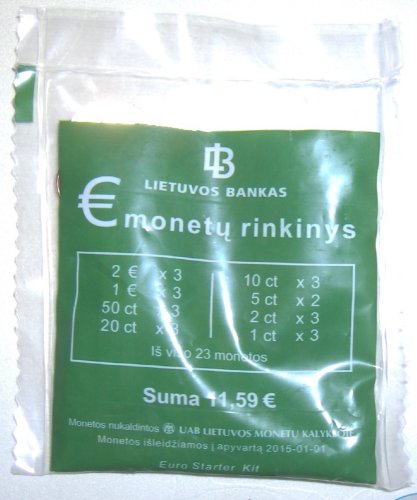 LB
LIETUVOS BANKAS
€ monetų rinkinys
2 € x 3
1 € x 3
50 ct x 3
20 ct x 3
10 ct x 3
5 ct x 2
2 ct x 3
1 ct x 3
Iš viso 23 monetos
Suma 11,59 €
Monetos nukaldintos UAB LIETUVOS MONETŲ KALYKLOJE
Monetos išleidžiamos į apyvartą 2015-01-01
Euro Starter Kit